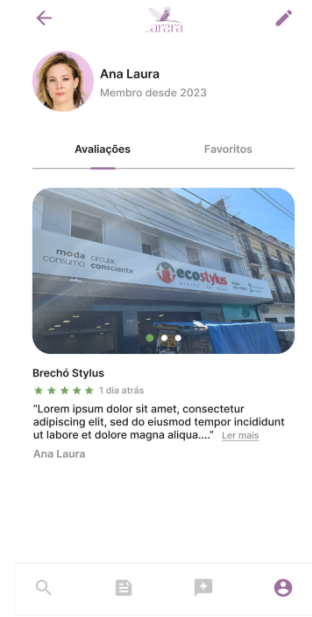 arara
Ana Laura
Membro desde 2023
Avaliações Favoritos
moda circular,
consumo consciente
ecostylus
Brechó Stylus
★★★★★ 1 dia atrás
“Lorem ipsum dolor sit amet, consectetur
adipiscing elit, sed do eiusmod tempor incididunt
ut labore et dolore magna aliqua....” Ler mais
Ana Laura